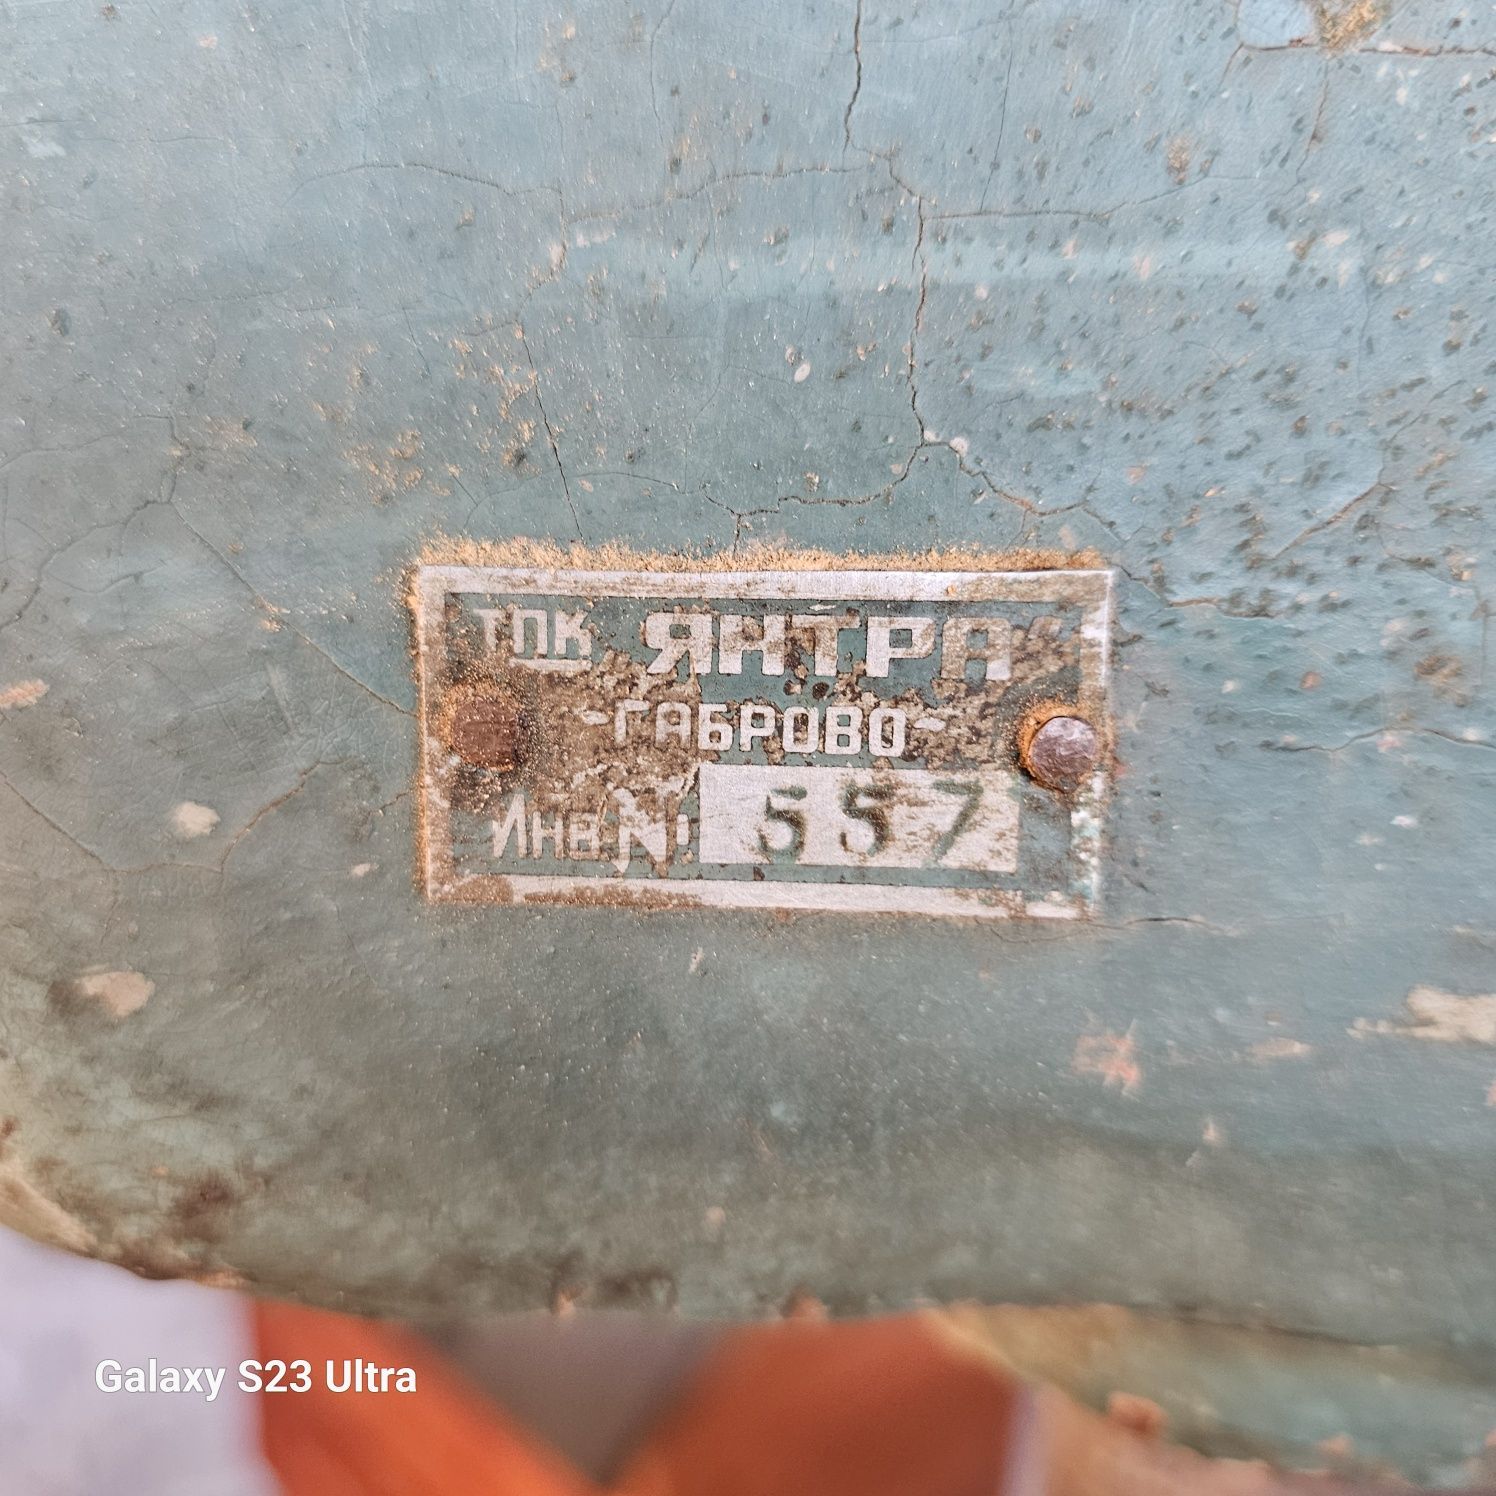 ТПК ЯНТРА"
-ГАБРОВО-
Инв.№: 557
Galaxy S23 Ultra